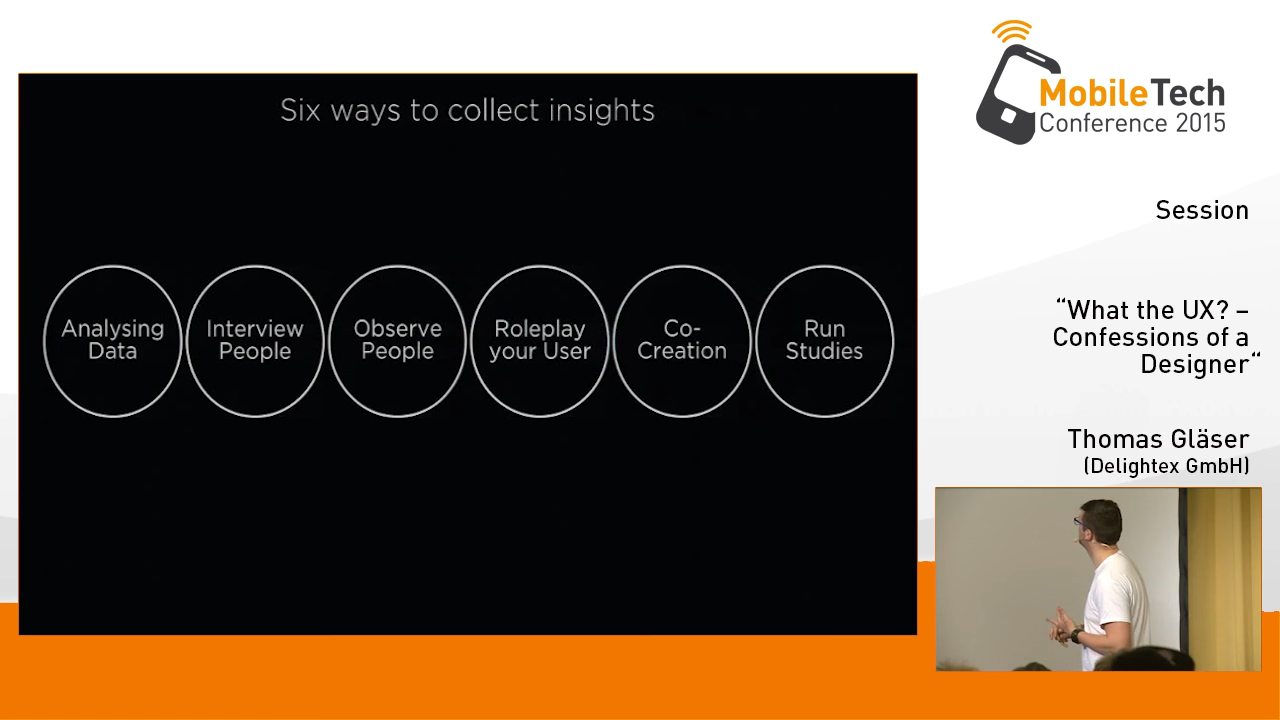 Six ways to collect insights
Analysing
Data
Interview
People
Observe
People
Roleplay
your User
Co-
Creation
Run
Studies
MobileTech
Conference 2015
Session
“What the UX? –
Confessions of a
Designer“
Thomas Gläser
(Delightex GmbH)